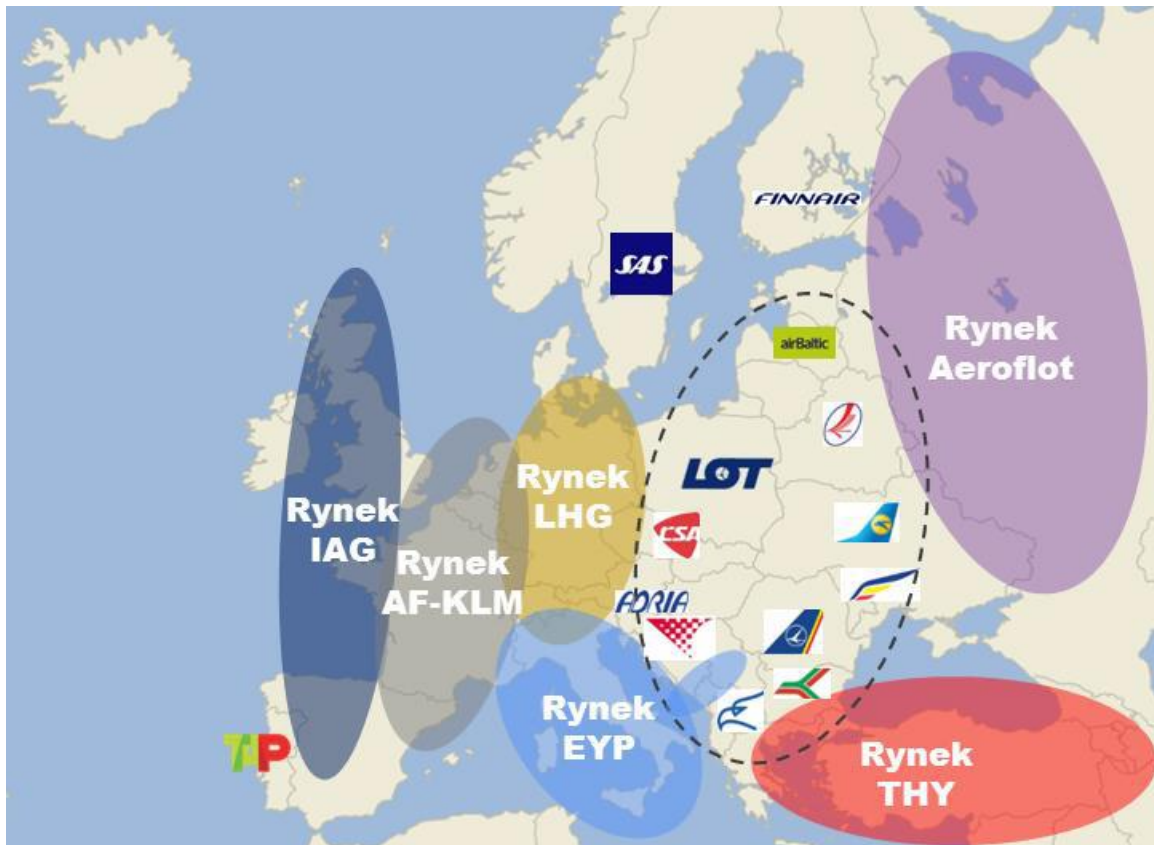 FINNAIR
SAS
Rynek
Aeroflot
airBaltic
LOT
Rynek
LHG
Rynek
IAG
CSA
Rynek
AF-KLM
ADRIA
Rynek
EYP
TAP
Rynek
THY